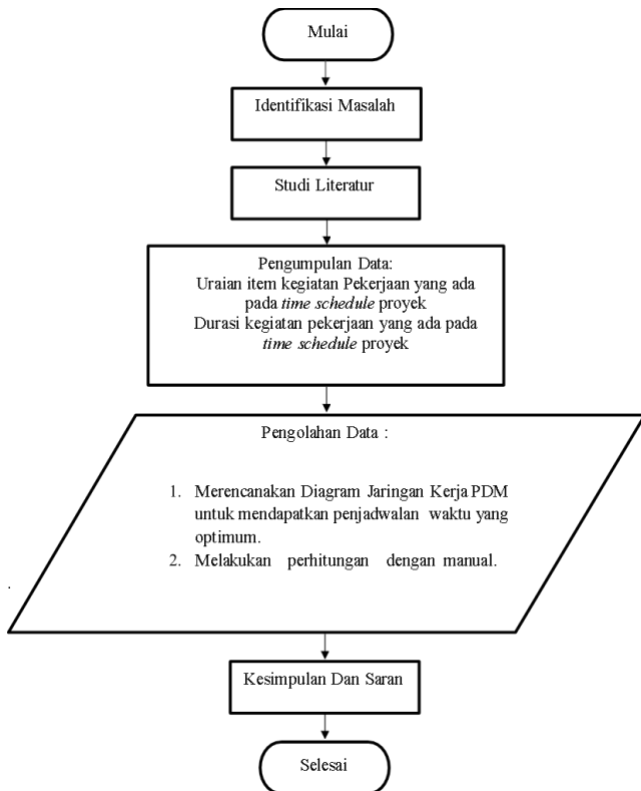 Mulai
Identifikasi Masalah
Studi Literatur
Pengumpulan Data:
Uraian item kegiatan Pekerjaan yang ada
pada time schedule proyek
Durasi kegiatan pekerjaan yang ada pada
time schedule proyek
Pengolahan Data :
1. Merencanakan Diagram Jaringan Kerja PDM
untuk mendapatkan penjadwalan waktu yang
optimum.
2. Melakukan perhitungan dengan manual.
.
Kesimpulan Dan Saran
Selesai